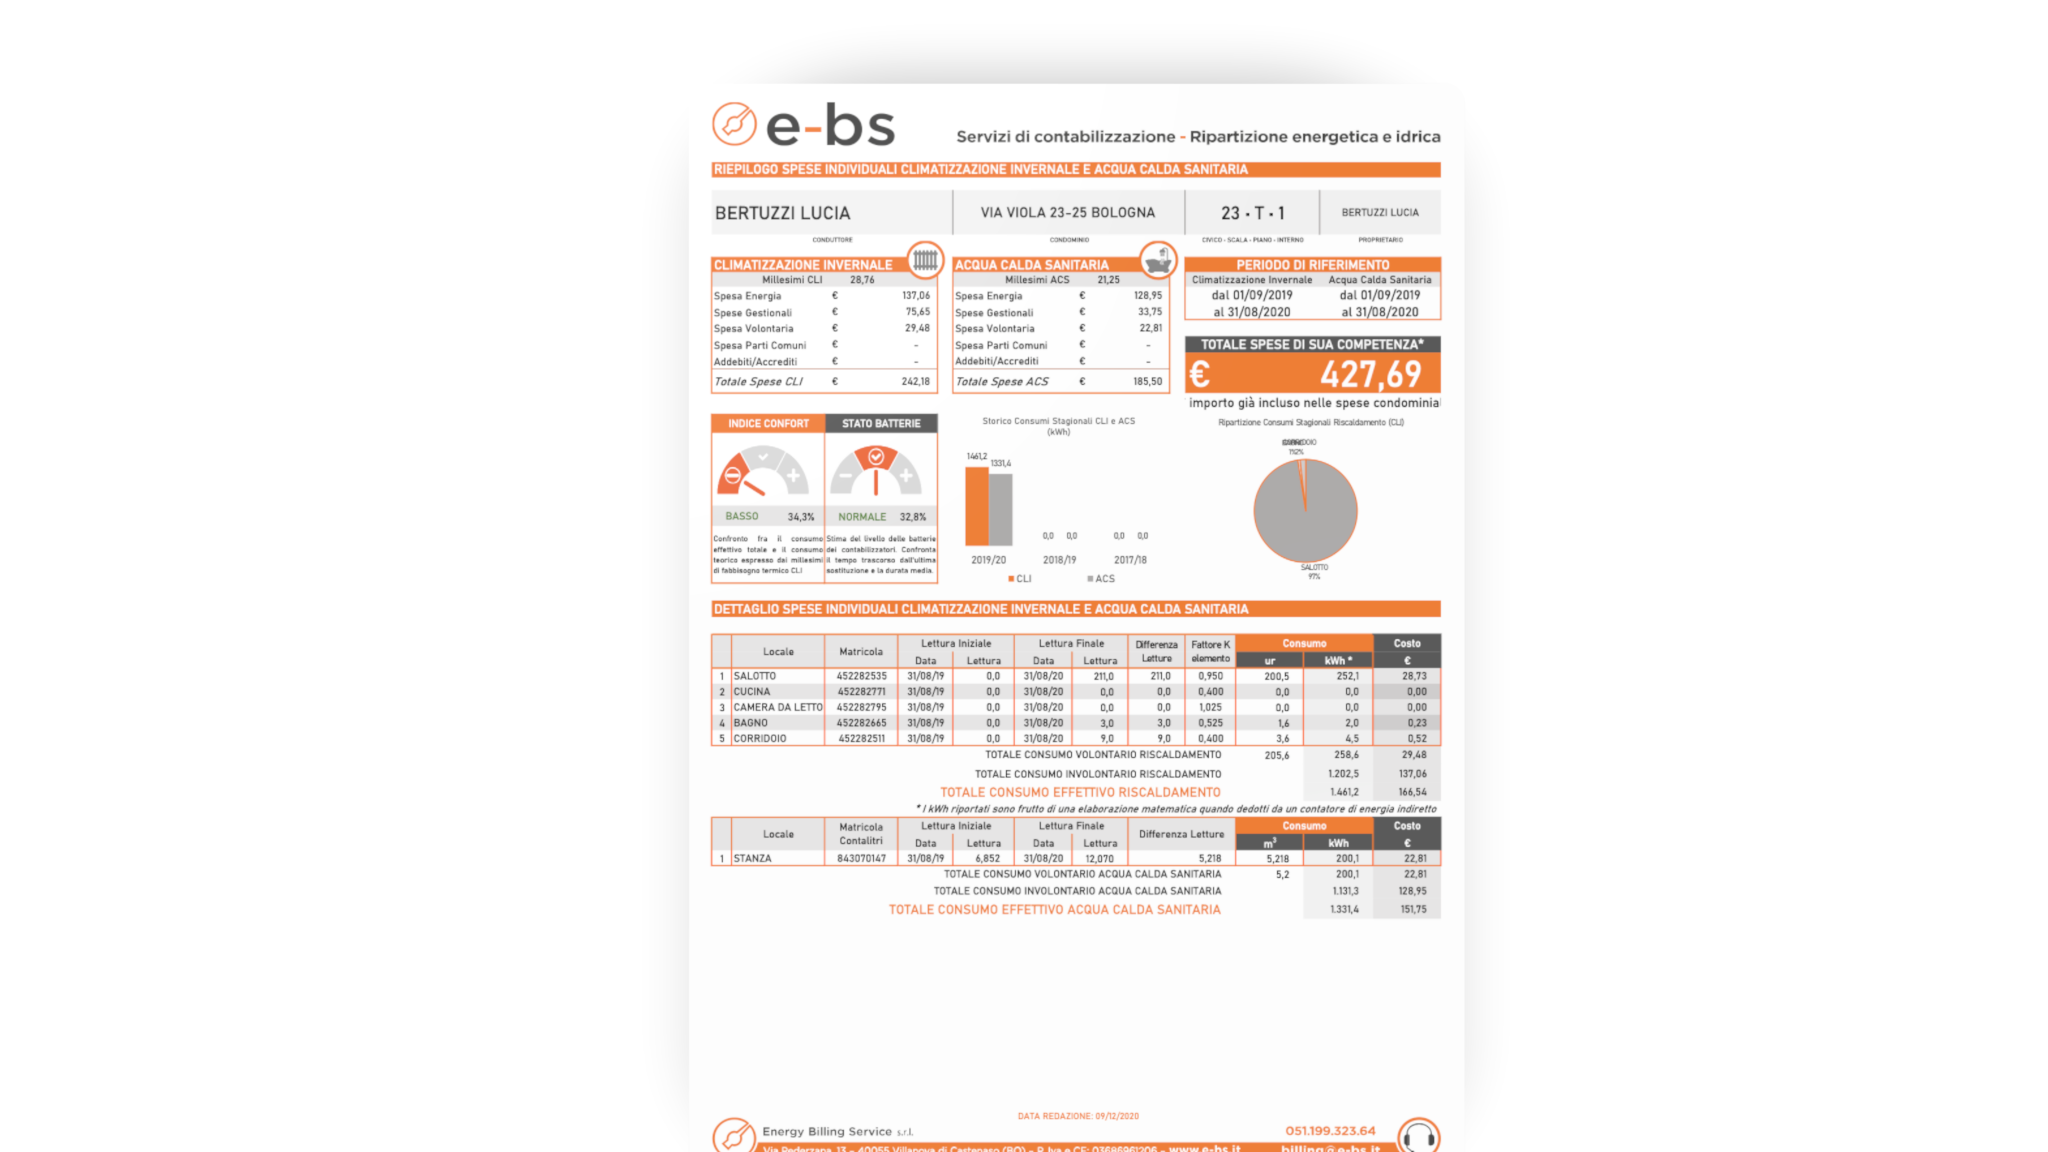 e-bs
Servizi di contabilizzazione - Ripartizione energetica e idrica
RIEPILOGO SPESE INDIVIDUALI CLIMATIZZAZIONE INVERNALE E ACQUA CALDA SANITARIA
BERTUZZI LUCIA VIA VIOLA 23-25 BOLOGNA 23 - T - 1 BERTUZZI LUCIA
CONDUTTORE CONDOMINIO CIVICO - SCALA - PIANO - INTERNO PROPRIETARIO
CLIMATIZZAZIONE INVERNALE
Millesimi CLI 28,76
Spesa Energia € 137,06
Spese Gestionali € 75,65
Spesa Volontaria € 29,48
Spesa Parti Comuni € -
Addebiti/Accrediti € -
Totale Spese CLI € 242,18
ACQUA CALDA SANITARIA
Millesimi ACS 21,25
Spesa Energia € 128,95
Spese Gestionali € 33,75
Spesa Volontaria € 22,81
Spesa Parti Comuni € -
Addebiti/Accrediti € -
Totale Spese ACS € 185,50
PERIODO DI RIFERIMENTO
Climatizzazione Invernale Acqua Calda Sanitaria
dal 01/09/2019 dal 01/09/2019
al 31/08/2020 al 31/08/2020
TOTALE SPESE DI SUA COMPETENZA*
€ 427,69
importo già incluso nelle spese condominial
INDICE CONFORT
BASSO 34,3%
Confronto fra il consumo
effettivo totale e il consumo
teorico espresso dai millesimi
di fabbisogno termico CLI
STATO BATTERIE
NORMALE 32,8%
Stima del livello delle batterie
dei contabilizzatori. Confronta
il tempo trascorso dall'ultima
sostituzione e la durata media.
Storico Consumi Stagionali CLI e ACS
(kWh)
1461,2 1331,4
0,0 0,0 0,0 0,0
2019/20 2018/19 2017/18
CLI ACS
Ripartizione Consumi Stagionali Riscaldamento (CLI)
SALOTTO
97%
DETTAGLIO SPESE INDIVIDUALI CLIMATIZZAZIONE INVERNALE E ACQUA CALDA SANITARIA
Locale Matricola Lettura Iniziale Lettura Finale Differenza Letture Fattore K elemento Consumo Costo
Data Lettura Data Lettura ur kWh * €
1 SALOTTO 452282535 31/08/19 0,0 31/08/20 211,0 211,0 0,950 200,5 252,1 28,73
2 CUCINA 452282771 31/08/19 0,0 31/08/20 0,0 0,0 0,400 0,0 0,0 0,00
3 CAMERA DA LETTO 452282795 31/08/19 0,0 31/08/20 0,0 0,0 1,025 0,0 0,0 0,00
4 BAGNO 452282665 31/08/19 0,0 31/08/20 3,0 3,0 0,525 1,6 2,0 0,23
5 CORRIDOIO 452282511 31/08/19 0,0 31/08/20 9,0 9,0 0,400 3,6 4,5 0,52
TOTALE CONSUMO VOLONTARIO RISCALDAMENTO 205,6 258,6 29,48
TOTALE CONSUMO INVOLONTARIO RISCALDAMENTO 1.202,5 137,06
TOTALE CONSUMO EFFETTIVO RISCALDAMENTO 1.461,2 166,54
* I kWh riportati sono frutto di una elaborazione matematica quando dedotti da un contatore di energia indiretto
Locale Matricola Contalitri Lettura Iniziale Lettura Finale Differenza Letture Consumo Costo
Data Lettura Data Lettura m³ kWh €
1 STANZA 843070147 31/08/19 6,852 31/08/20 12,070 5,218 5,218 200,1 22,81
TOTALE CONSUMO VOLONTARIO ACQUA CALDA SANITARIA 5,2 200,1 22,81
TOTALE CONSUMO INVOLONTARIO ACQUA CALDA SANITARIA 1.131,3 128,95
TOTALE CONSUMO EFFETTIVO ACQUA CALDA SANITARIA 1.331,4 151,75
DATA REDAZIONE: 09/12/2020
Energy Billing Service s.r.l. 051.199.323.64
Via Pederzana, 13 - 40055 Villanova di Castenaso (BO) - P. Iva e CF: 03686961206 - www.e-bs.it billing@e-bs.it